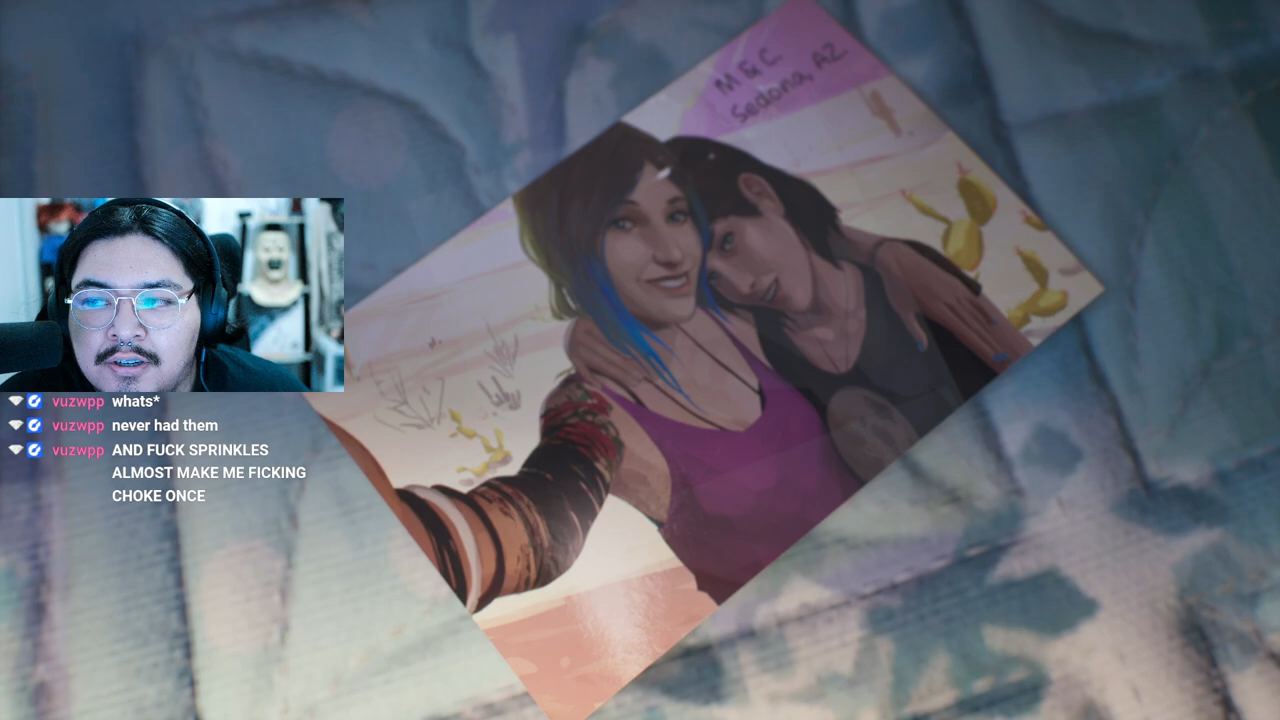 M & C
Sedona, AZ
vuzwpp whats*
vuzwpp never had them
vuzwpp AND FUCK SPRINKLES
ALMOST MAKE ME FICKING
CHOKE ONCE